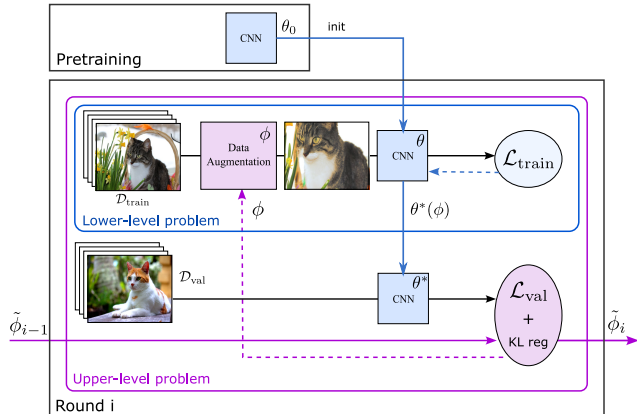 CNN
θ₀
init
Pretraining
ϕ
Data
Augmentation
θ
CNN
ℒtrain
𝒟train
Lower-level problem
ϕ
θ*(ϕ)
𝒟val
θ*
CNN
ℒval
+
KL reg
ϕ̃ᵢ₋₁
ϕ̃ᵢ
Upper-level problem
Round i